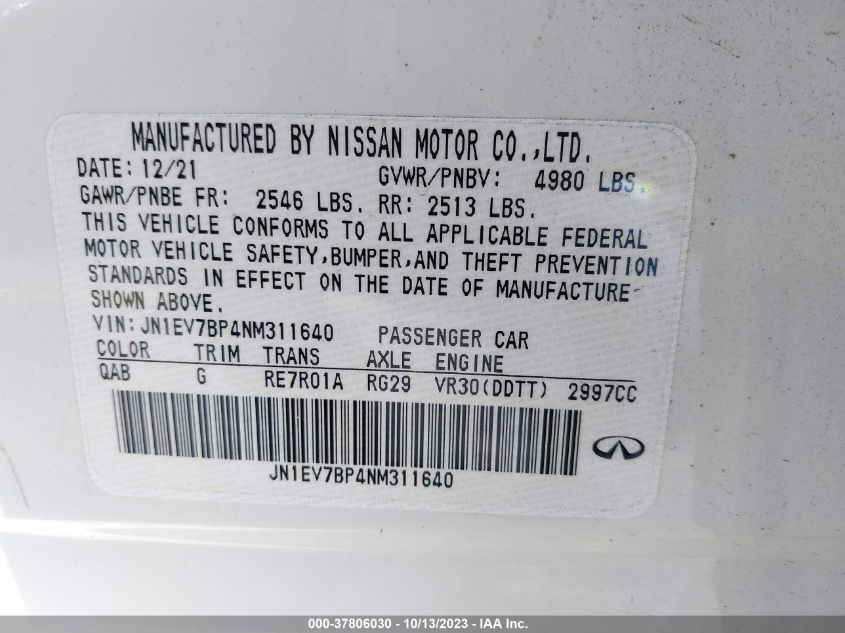 MANUFACTURED BY NISSAN MOTOR CO.,LTD.
DATE: 12/21 GVWR/PNBV: 4980 LBS.
GAWR/PNBE FR: 2546 LBS. RR: 2513 LBS.
THIS VEHICLE CONFORMS TO ALL APPLICABLE FEDERAL
MOTOR VEHICLE SAFETY,BUMPER,AND THEFT PREVENTION
STANDARDS IN EFFECT ON THE DATE OF MANUFACTURE
SHOWN ABOVE.
VIN: JN1EV7BP4NM311640 PASSENGER CAR
COLOR TRIM TRANS AXLE ENGINE
QAB G RE7R01A RG29 VR30(DDTT) 2997CC
JN1EV7BP4NM311640
000-37806030 - 10/13/2023 - IAA Inc.